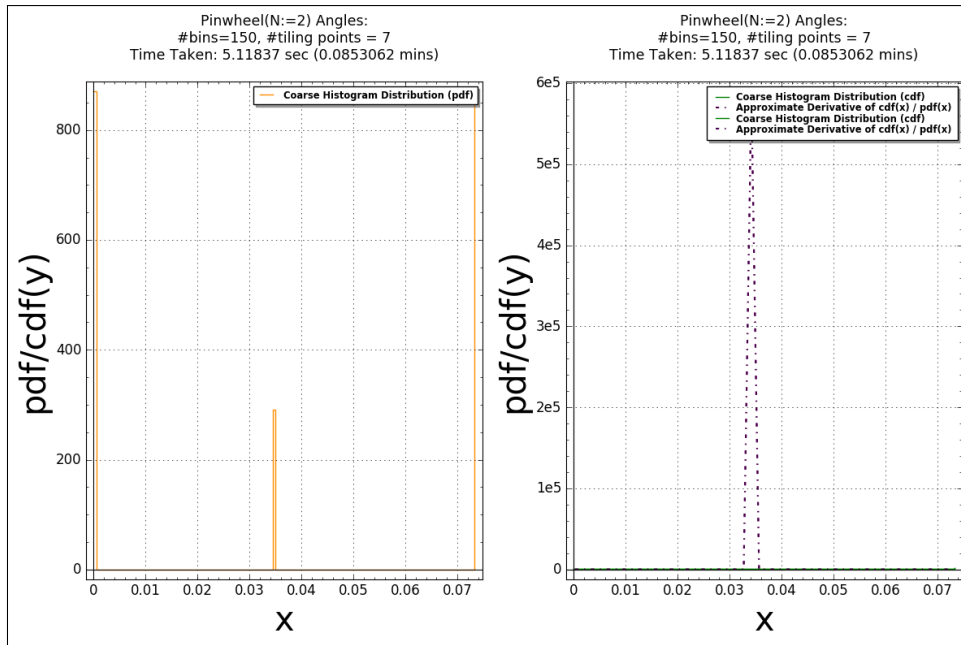 Pinwheel(N:=2) Angles:
#bins=150, #tiling points = 7
Time Taken: 5.11837 sec (0.0853062 mins)
Coarse Histogram Distribution (pdf)
800
600
400
200
0
pdf/cdf(y)
0 0.01 0.02 0.03 0.04 0.05 0.06 0.07
x
Pinwheel(N:=2) Angles:
#bins=150, #tiling points = 7
Time Taken: 5.11837 sec (0.0853062 mins)
Coarse Histogram Distribution (cdf)
Approximate Derivative of cdf(x) / pdf(x)
Coarse Histogram Distribution (cdf)
Approximate Derivative of cdf(x) / pdf(x)
6e5
5e5
4e5
3e5
2e5
1e5
0
pdf/cdf(y)
0 0.01 0.02 0.03 0.04 0.05 0.06 0.07
x